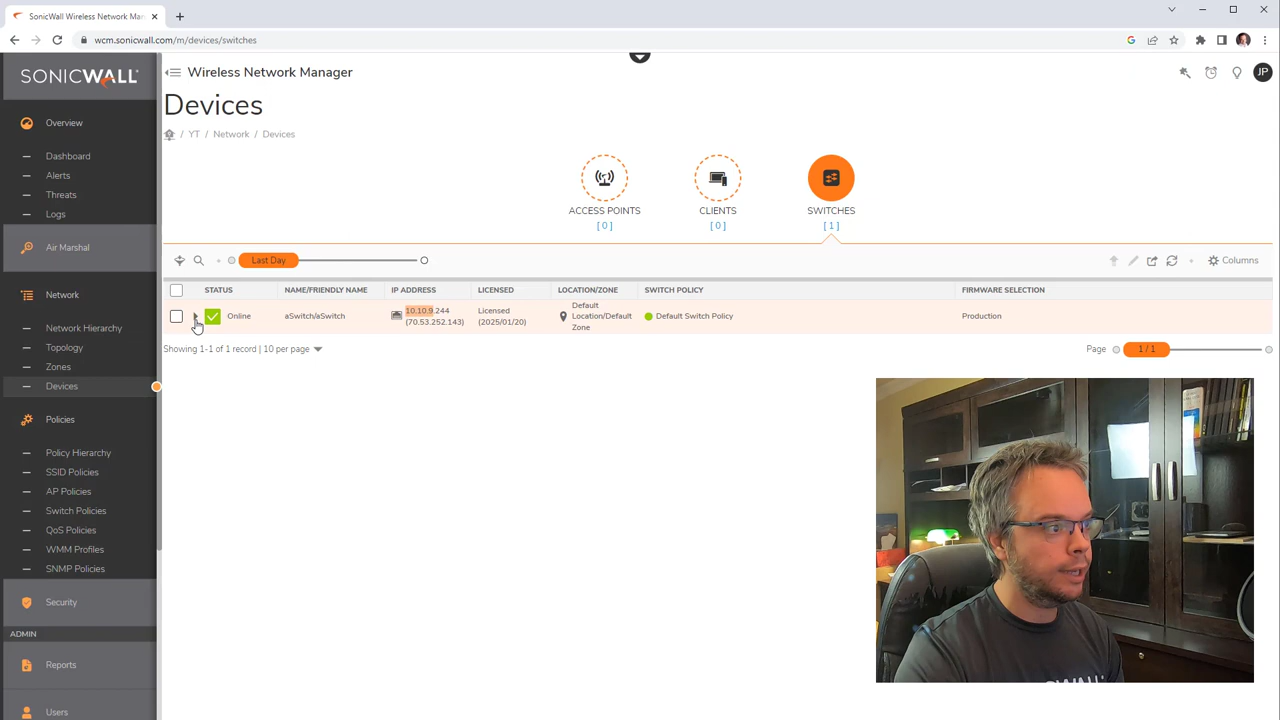 SonicWall Wireless Network Man
wcm.sonicwall.com/m/devices/switches
SONICWALL
Wireless Network Manager
JP
Devices
/ YT / Network / Devices
Overview
Dashboard
Alerts
Threats
Logs
Air Marshal
Network
Network Hierarchy
Topology
Zones
Devices
Policies
Policy Hierarchy
SSID Policies
AP Policies
Switch Policies
QoS Policies
WMM Profiles
SNMP Policies
Security
ADMIN
Reports
Users
ACCESS POINTS
[ 0 ]
CLIENTS
[ 0 ]
SWITCHES
[ 1 ]
Last Day
Columns
STATUS NAME/FRIENDLY NAME IP ADDRESS LICENSED LOCATION/ZONE SWITCH POLICY FIRMWARE SELECTION
Online
aSwitch/aSwitch
10.10.9.244
(70.53.252.143)
Licensed
(2025/01/20)
Default
Location/Default
Zone
Default Switch Policy
Production
Showing 1-1 of 1 record | 10 per page
Page 1 / 1